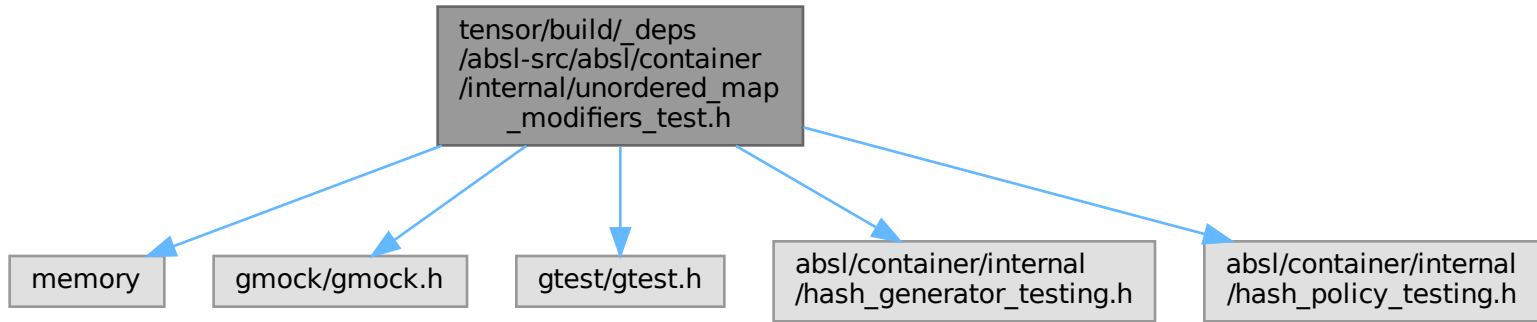 tensor/build/_deps
/absl-src/absl/container
/internal/unordered_map
_modifiers_test.h
memory
gmock/gmock.h
gtest/gtest.h
absl/container/internal
/hash_generator_testing.h
absl/container/internal
/hash_policy_testing.h